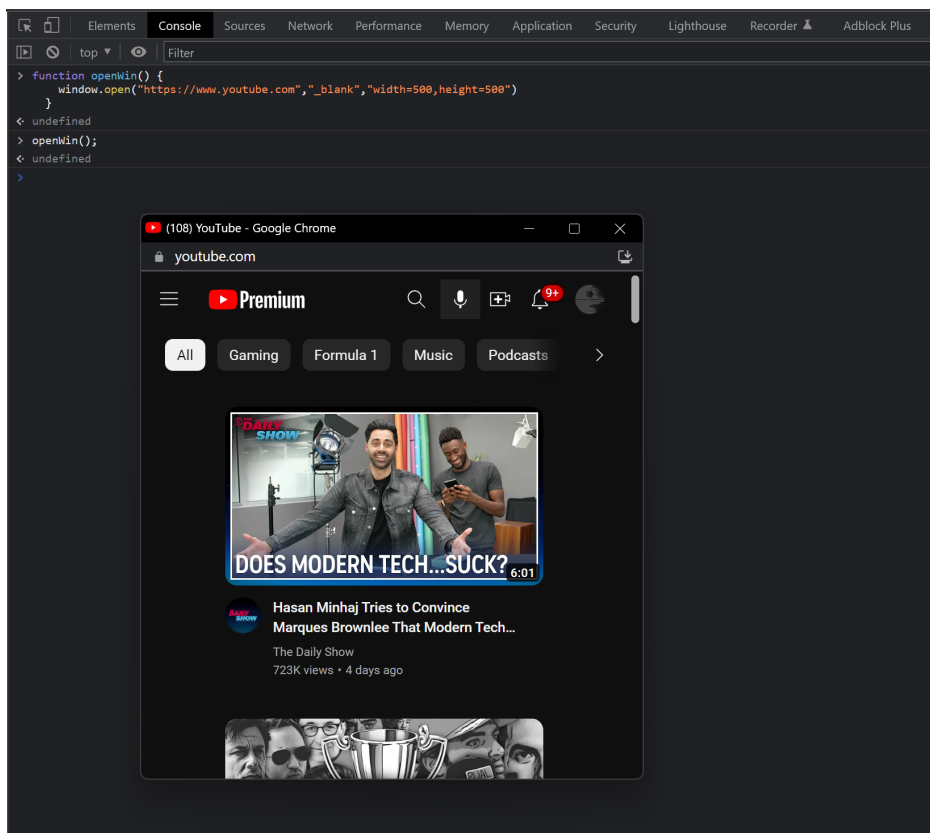 Elements Console Sources Network Performance Memory Application Security Lighthouse Recorder Adblock Plus
top Filter
function openWin() {
window.open("https://www.youtube.com","_blank","width=500,height=500")
}
undefined
openWin();
undefined
(108) YouTube - Google Chrome
youtube.com
Premium 9+
All Gaming Formula 1 Music Podcasts
THE DAILY SHOW
DOES MODERN TECH...SUCK?
6:01
DAILY SHOW
Hasan Minhaj Tries to Convince
Marques Brownlee That Modern Tech...
The Daily Show
723K views • 4 days ago